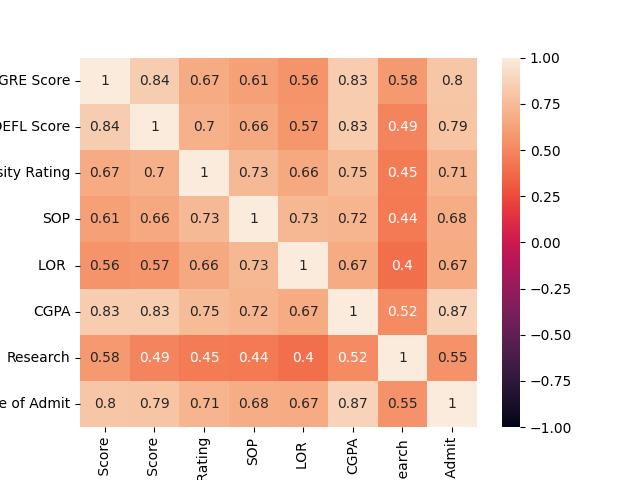 GRE Score 1 0.84 0.67 0.61 0.56 0.83 0.58 0.8
OEFL Score 0.84 1 0.7 0.66 0.57 0.83 0.49 0.79
sity Rating 0.67 0.7 1 0.73 0.66 0.75 0.45 0.71
SOP 0.61 0.66 0.73 1 0.73 0.72 0.44 0.68
LOR 0.56 0.57 0.66 0.73 1 0.67 0.4 0.67
CGPA 0.83 0.83 0.75 0.72 0.67 1 0.52 0.87
Research 0.58 0.49 0.45 0.44 0.4 0.52 1 0.55
e of Admit 0.8 0.79 0.71 0.68 0.67 0.87 0.55 1
Score Score Rating SOP LOR CGPA earch Admit
1.00
0.75
0.50
0.25
0.00
−0.25
−0.50
−0.75
−1.00